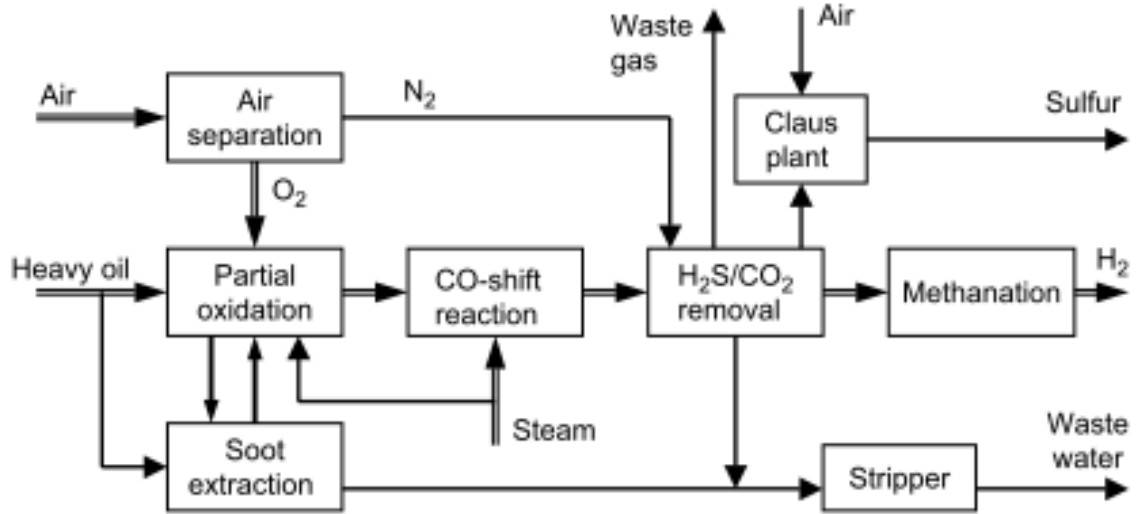 Waste
gas
Air
Air
Air
separation
N₂
Claus
plant
Sulfur
O₂
Heavy oil
Partial
oxidation
CO-shift
reaction
H₂S/CO₂
removal
Methanation
H₂
Steam
Soot
extraction
Stripper
Waste
water